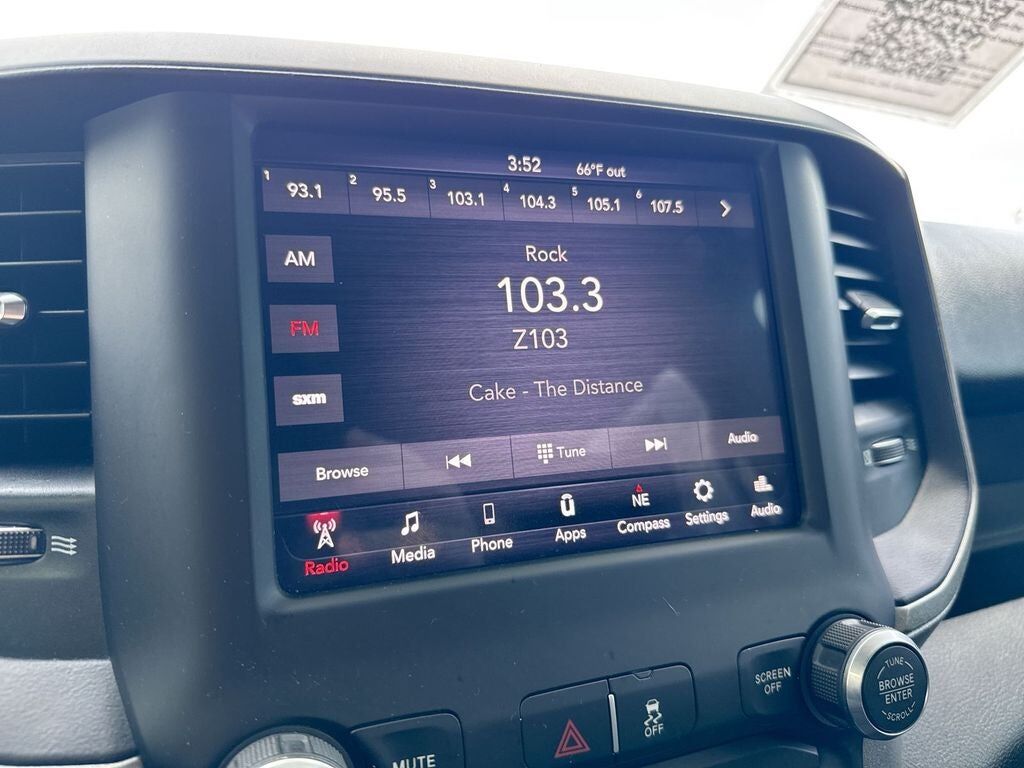 3:52 66°F out
1 93.1 2 95.5 3 103.1 4 104.3 5 105.1 6 107.5
AM
Rock
103.3
FM
Z103
sxm
Cake - The Distance
Browse Tune Audio
Radio Media Phone Apps NE Compass Settings Audio
SCREEN
OFF
TUNE
BROWSE
ENTER
SCROLL
OFF
MUTE